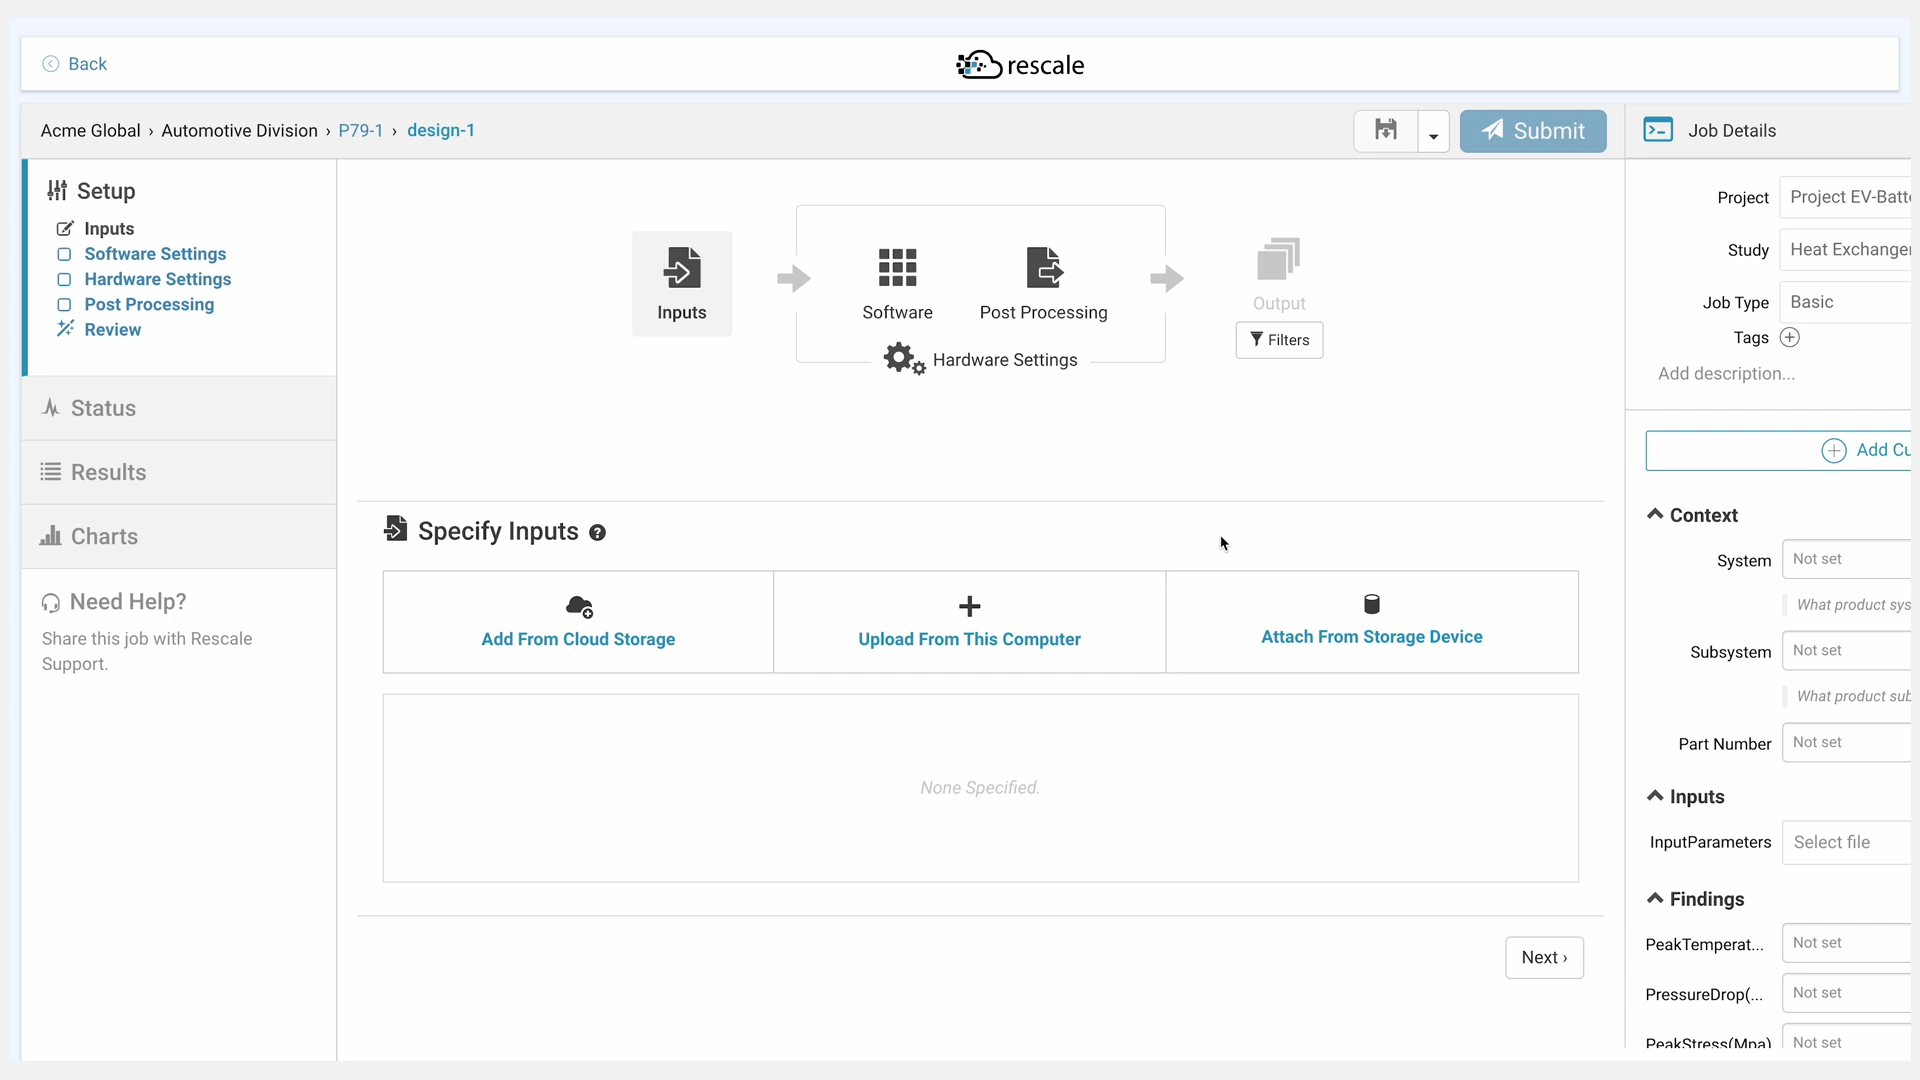 Back
rescale
Acme Global › Automotive Division › P79-1 › design-1
Submit
Job Details
Setup
Inputs
Software Settings
Hardware Settings
Post Processing
Review
Status
Results
Charts
Need Help?
Share this job with Rescale
Support.
Inputs
Software
Post Processing
Hardware Settings
Output
Filters
Specify Inputs
Add From Cloud Storage
Upload From This Computer
Attach From Storage Device
None Specified.
Next ›
Project
Project EV-Batt
Study
Heat Exchange
Job Type
Basic
Tags
Add description...
Add Cu
Context
System
Not set
What product sys
Subsystem
Not set
What product sub
Part Number
Not set
Inputs
InputParameters
Select file
Findings
PeakTemperat...
Not set
PressureDrop(...
Not set
PeakStress(Mpa)
Not set